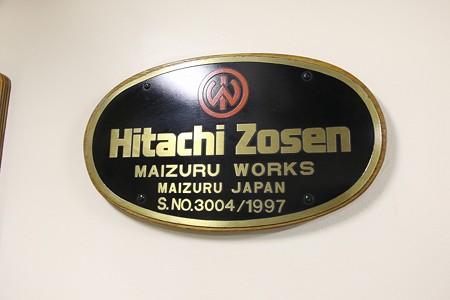 Hitachi Zosen
MAIZURU WORKS
MAIZURU JAPAN
S.NO.3004/1997